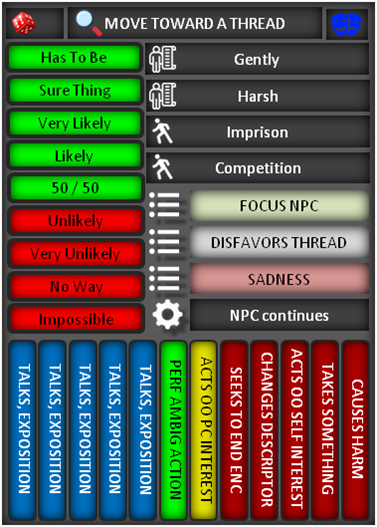 MOVE TOWARD A THREAD
Has To Be
Gently
Sure Thing
Harsh
Very Likely
Imprison
Likely
Competition
50 / 50
FOCUS NPC
Unlikely
DISFAVORS THREAD
Very Unlikely
No Way
SADNESS
Impossible
NPC continues
TALKS, EXPOSITION
TALKS, EXPOSITION
TALKS, EXPOSITION
TALKS, EXPOSITION
TALKS, EXPOSITION
PERF AMBIG ACTION
ACTS OO PC INTEREST
SEEKS TO END ENC
CHANGES DESCRIPTOR
ACTS OO SELF INTEREST
TAKES SOMETHING
CAUSES HARM